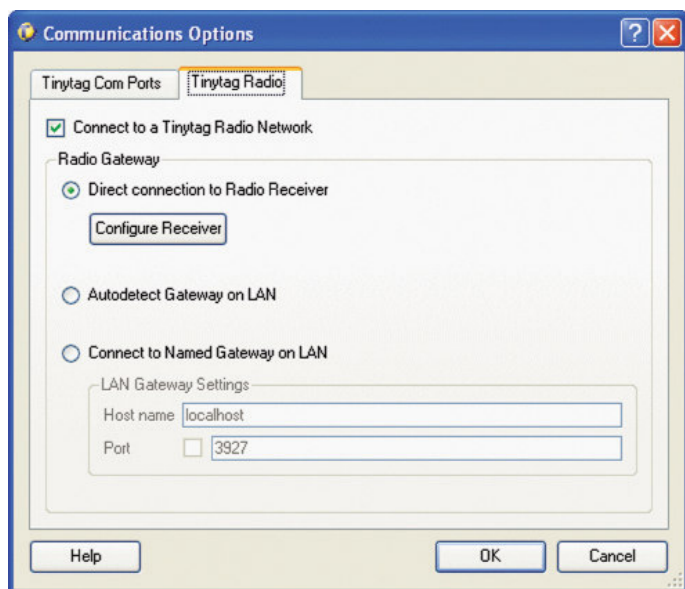 Communications Options
Tinytag Com Ports
Tinytag Radio
Connect to a Tinytag Radio Network
Radio Gateway
Direct connection to Radio Receiver
Configure Receiver
Autodetect Gateway on LAN
Connect to Named Gateway on LAN
LAN Gateway Settings
Host name localhost
Port 3927
Help
OK
Cancel